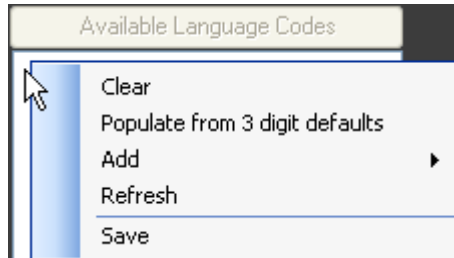 Available Language Codes
Clear
Populate from 3 digit defaults
Add
Refresh
Save